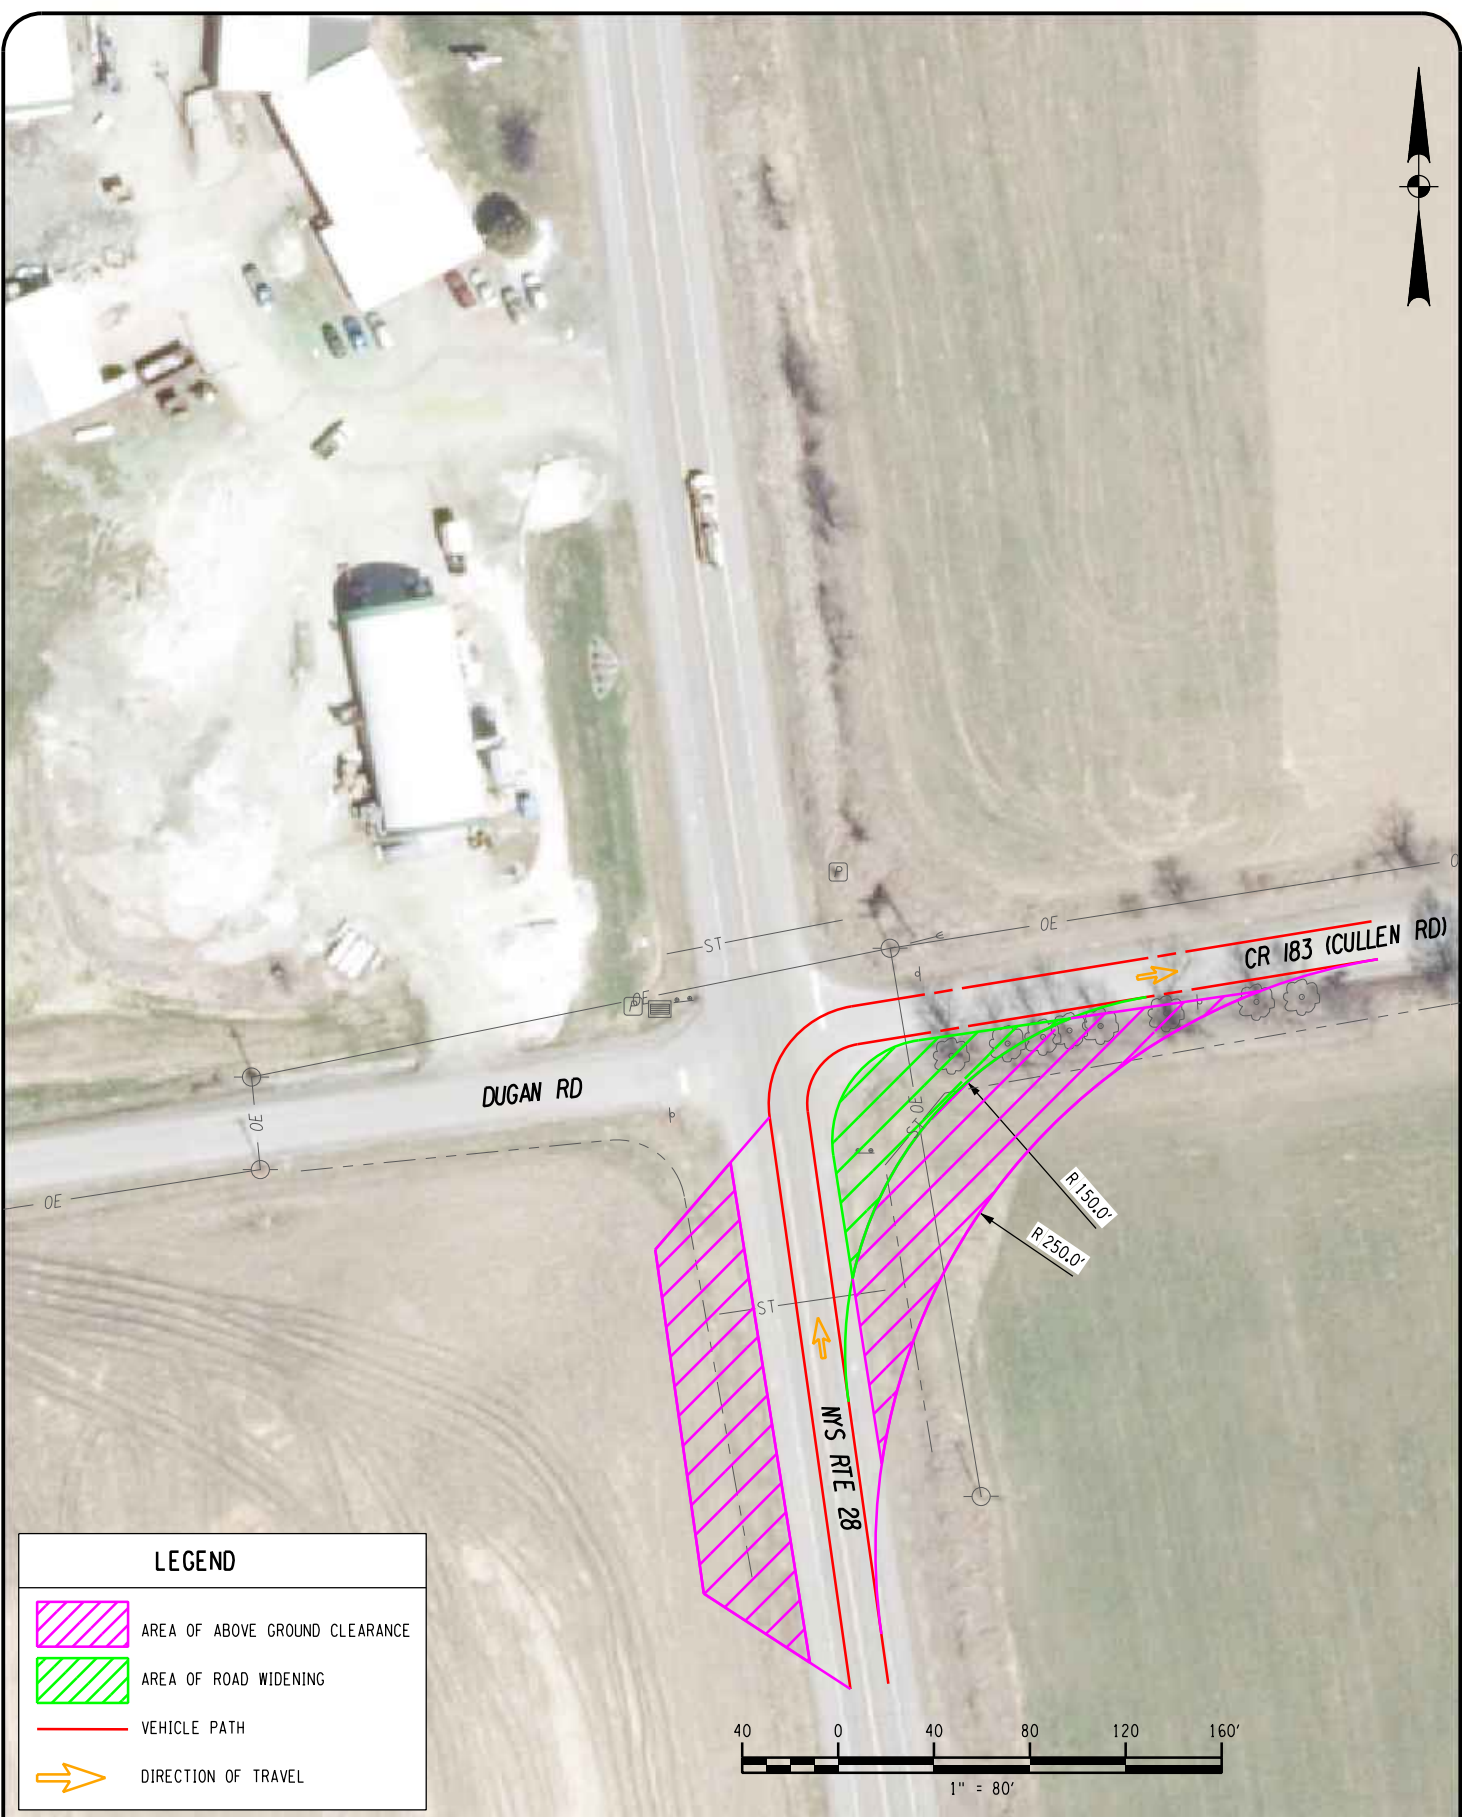 P
OE
O
ST
CR 183 (CULLEN RD)
OE
P
DUGAN RD
OE
OE
ST
OE
R 150.0'
R 250.0'
ST
NYS RTE 28
LEGEND
AREA OF ABOVE GROUND CLEARANCE
AREA OF ROAD WIDENING
VEHICLE PATH
DIRECTION OF TRAVEL
40 0 40 80 120 160'
1" = 80'